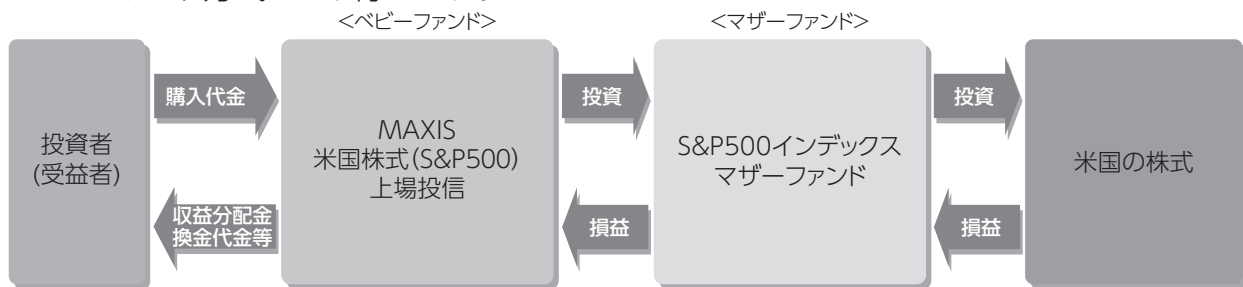 <ベビーファンド>
<マザーファンド>
投資者
(受益者)
購入代金
収益分配金
換金代金等
MAXIS
米国株式(S&P500)
上場投信
投資
損益
S&P500インデックス
マザーファンド
投資
損益
米国の株式